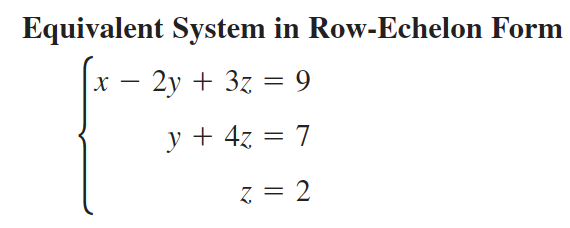 Equivalent System in Row-Echelon Form
x − 2y + 3z = 9
y + 4z = 7
z = 2